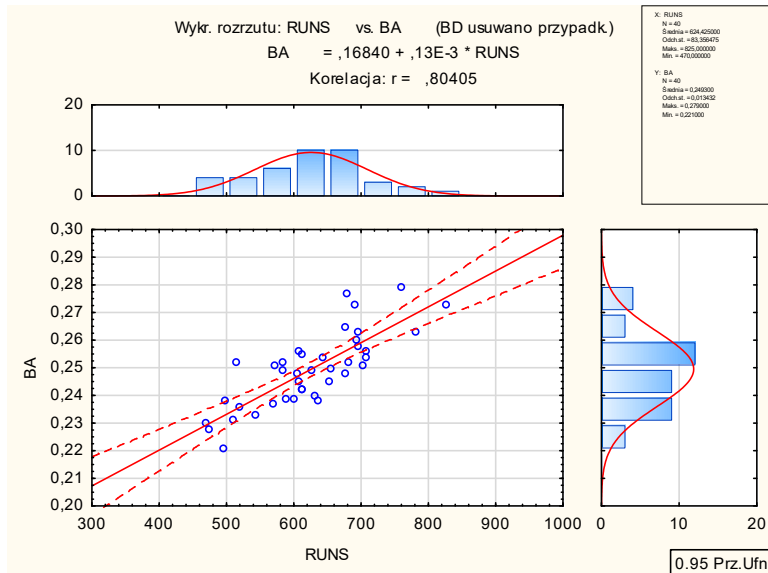 Wykr. rozrzutu: RUNS vs. BA (BD usuwano przypadk.)
BA = ,16840 + ,13E-3 * RUNS
Korelacja: r = ,80405
X: RUNS
N = 40
Średnia = 624,425000
Odch.st. = 83,356475
Maks. = 825,000000
Min. = 470,000000
Y: BA
N = 40
Średnia = 0,249300
Odch.st. = 0,013432
Maks. = 0,279000
Min. = 0,221000
20
10
0
0,30
0,29
0,28
0,27
0,26
0,25
0,24
0,23
0,22
0,21
0,20
BA
300 400 500 600 700 800 900 1000
RUNS
0 10 20
0.95 Prz.Ufn